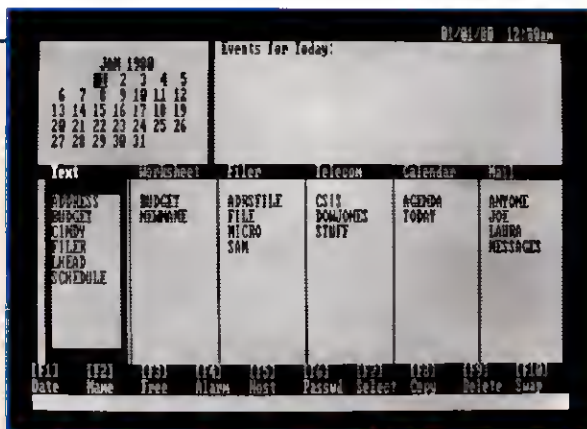 01/01/80 12:00am
JAN 1980
01 2 3 4 5
6 7 8 9 10 11 12
13 14 15 16 17 18 19
20 21 22 23 24 25 26
27 28 29 30 31
Events for Today:
Text Worksheet Filer Telecom Calendar Mail
ADDRESS
BUDGET
CINDY
FILER
LHEAD
SCHEDULE
BUDGET
NEWNAME
ADRSFILE
FILE
MICRO
SAM
CSIS
DOWJONES
STUFF
AGENDA
TODAY
ANYONE
JOE
LAURA
MESSAGES
[F1] [F2] [F3] [F4] [F5] [F6] [F7] [F8] [F9] [F10]
Date Name Free Alarm Host Passwd Select Copy Delete Swap